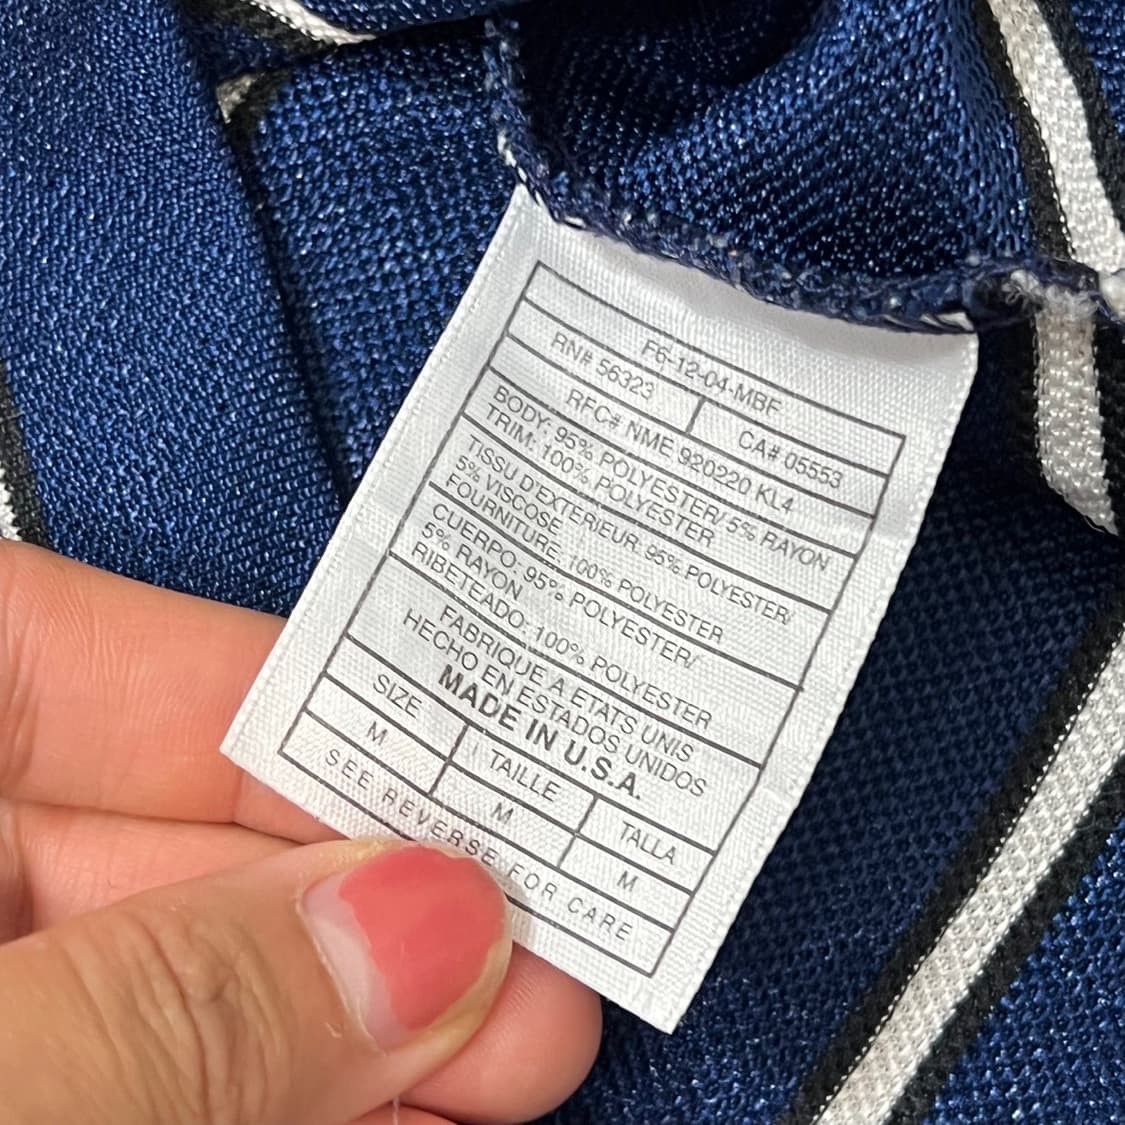 F6-12-04-MBF
RN# 56323 CA# 05553
RFC# NME 920220 KL4
BODY: 95% POLYESTER/ 5% RAYON
TRIM: 100% POLYESTER
TISSU D'EXTERIEUR: 95% POLYESTER/
5% VISCOSE
FOURNITURE: 100% POLYESTER
CUERPO: 95% POLYESTER/
5% RAYON
RIBETEADO: 100% POLYESTER
FABRIQUE A ETATS UNIS
HECHO EN ESTADOS UNIDOS
MADE IN U.S.A.
SIZE TAILLE TALLA
M M M
SEE REVERSE FOR CARE